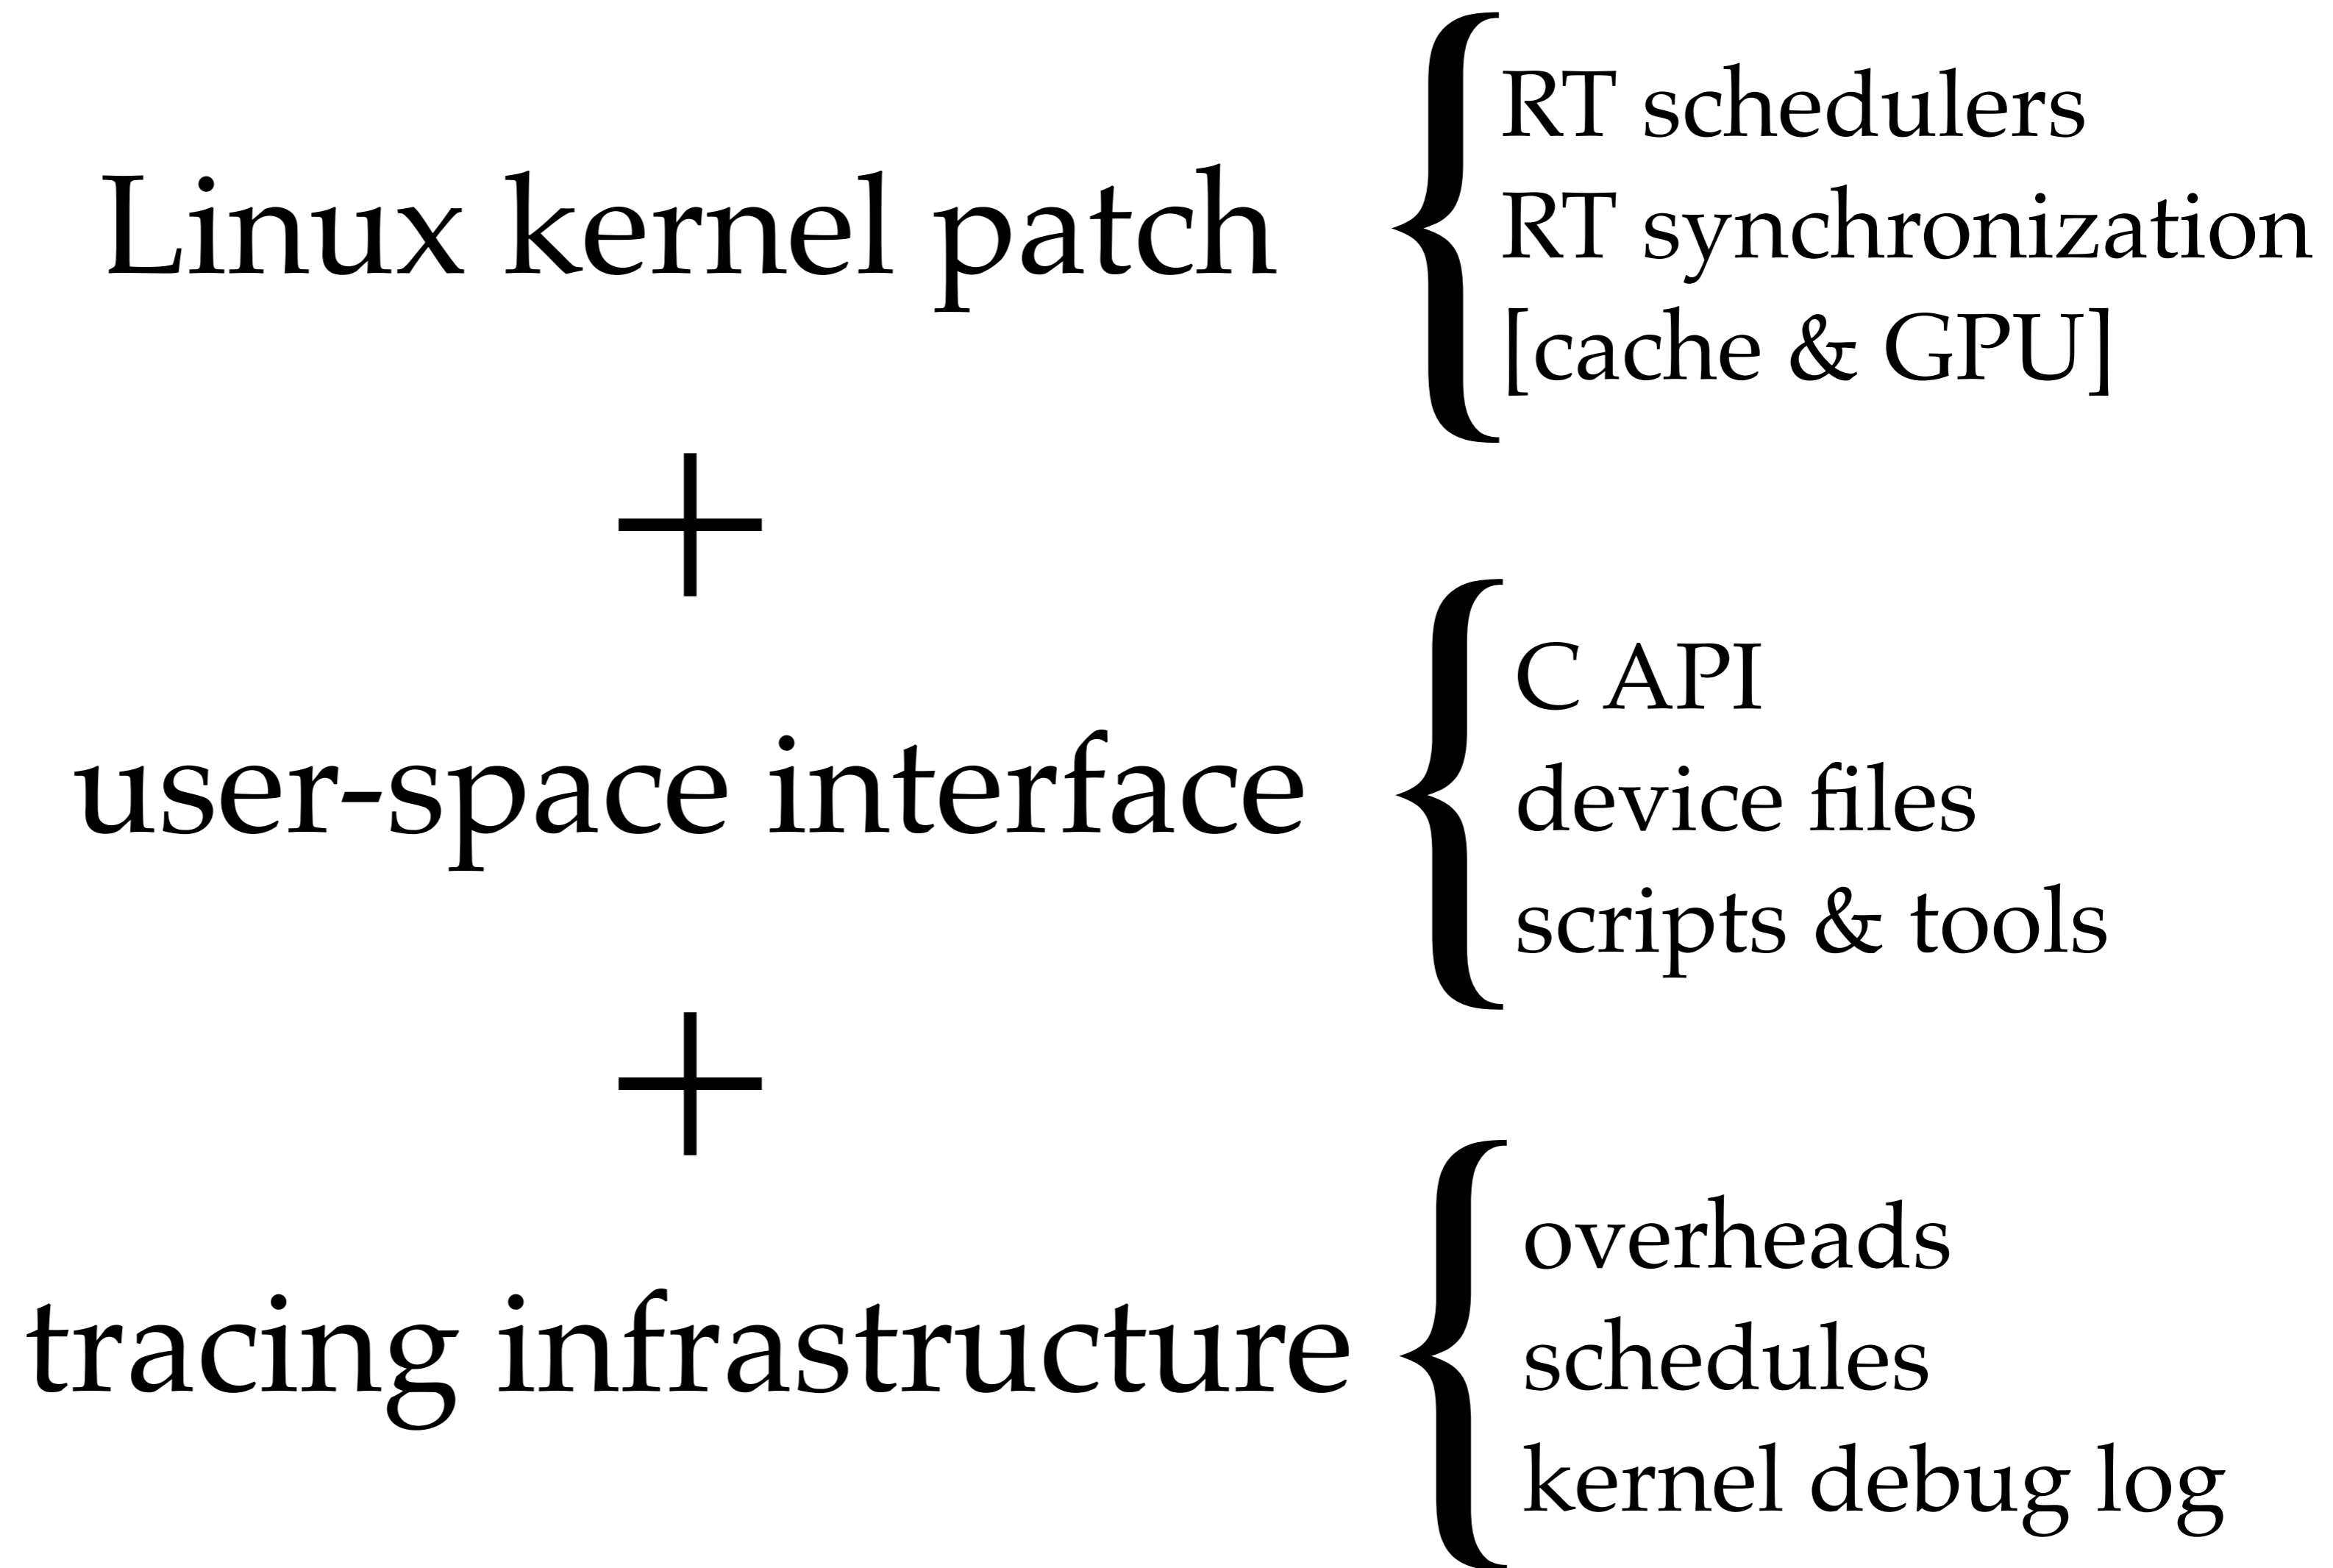 Linux kernel patch
RT schedulers
RT synchronization
[cache & GPU]
+
user-space interface
C API
device files
scripts & tools
+
tracing infrastructure
overheads
schedules
kernel debug log